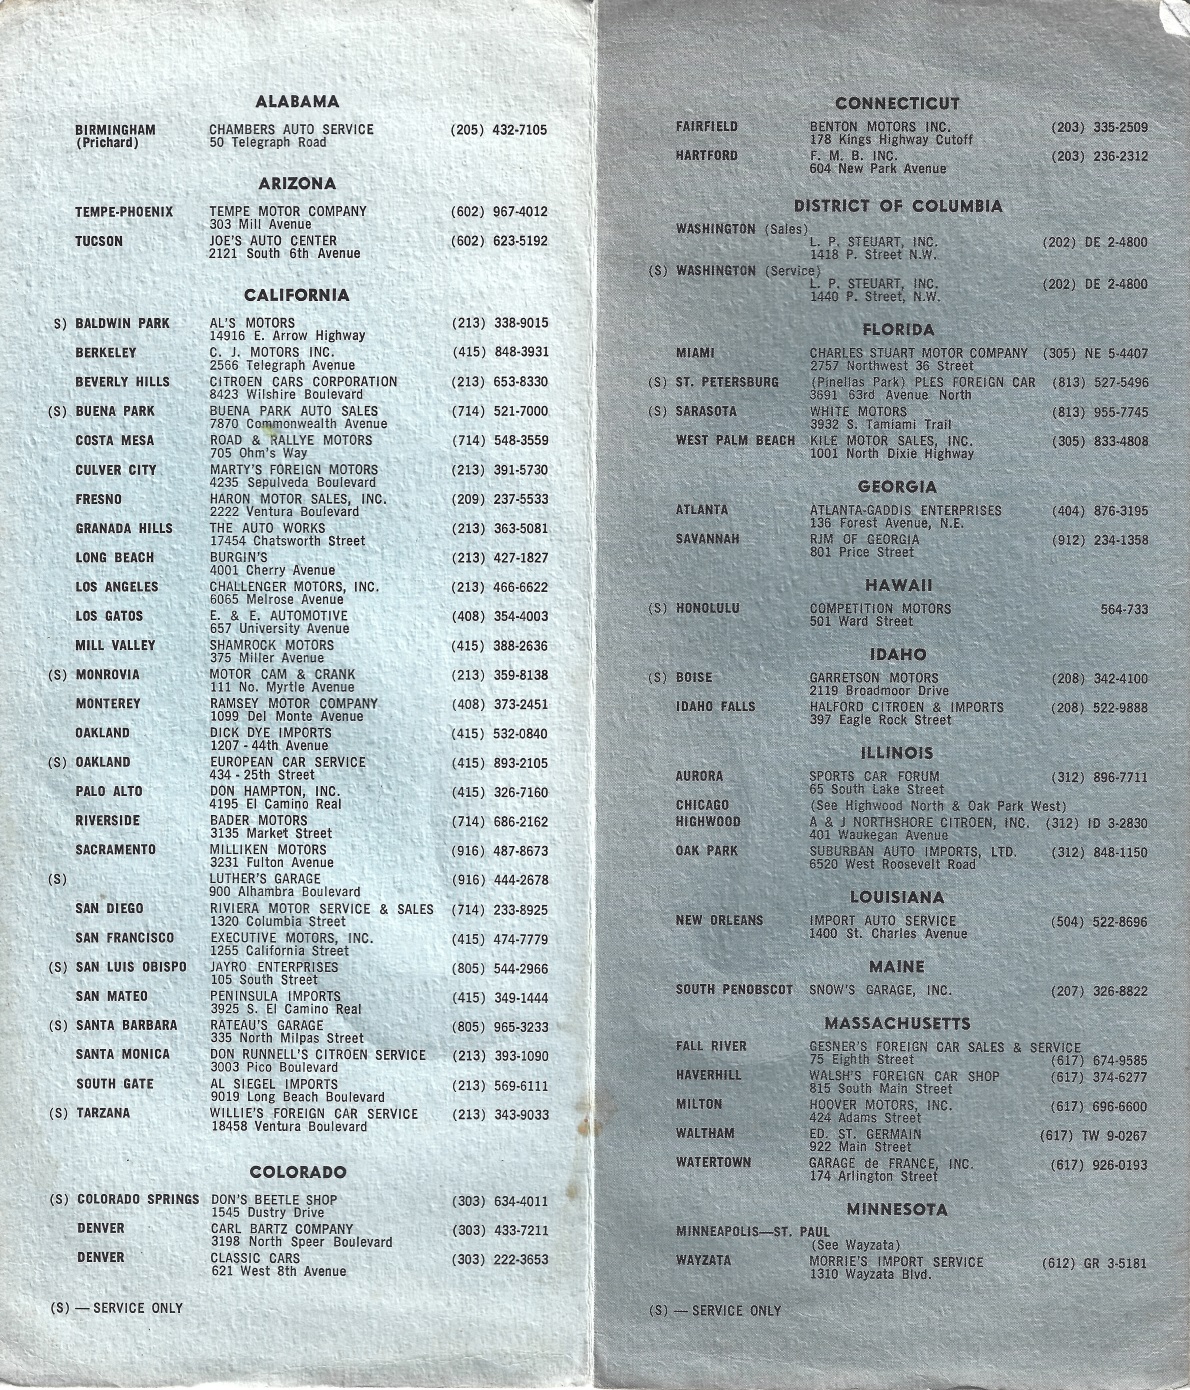 ALABAMA
BIRMINGHAM CHAMBERS AUTO SERVICE (205) 432-7105
(Prichard) 50 Telegraph Road
ARIZONA
TEMPE-PHOENIX TEMPE MOTOR COMPANY (602) 967-4012
303 Mill Avenue
TUCSON JOE'S AUTO CENTER (602) 623-5192
2121 South 6th Avenue
CALIFORNIA
S) BALDWIN PARK AL'S MOTORS (213) 338-9015
14916 E. Arrow Highway
BERKELEY C. J. MOTORS INC. (415) 848-3931
2566 Telegraph Avenue
BEVERLY HILLS CITROEN CARS CORPORATION (213) 653-8330
8423 Wilshire Boulevard
(S) BUENA PARK BUENA PARK AUTO SALES (714) 521-7000
7870 Commonwealth Avenue
COSTA MESA ROAD & RALLYE MOTORS (714) 548-3559
705 Ohm's Way
CULVER CITY MARTY'S FOREIGN MOTORS (213) 391-5730
4235 Sepulveda Boulevard
FRESNO HARON MOTOR SALES, INC. (209) 237-5533
2222 Ventura Boulevard
GRANADA HILLS THE AUTO WORKS (213) 363-5081
17454 Chatsworth Street
LONG BEACH BURGIN'S (213) 427-1827
4001 Cherry Avenue
LOS ANGELES CHALLENGER MOTORS, INC. (213) 466-6622
6065 Melrose Avenue
LOS GATOS E. & E. AUTOMOTIVE (408) 354-4003
657 University Avenue
MILL VALLEY SHAMROCK MOTORS (415) 388-2636
375 Miller Avenue
(S) MONROVIA MOTOR CAM & CRANK (213) 359-8138
111 No. Myrtle Avenue
MONTEREY RAMSEY MOTOR COMPANY (408) 373-2451
1099 Del Monte Avenue
OAKLAND DICK DYE IMPORTS (415) 532-0840
1207 - 44th Avenue
(S) OAKLAND EUROPEAN CAR SERVICE (415) 893-2105
434 - 25th Street
PALO ALTO DON HAMPTON, INC. (415) 326-7160
4195 El Camino Real
RIVERSIDE BADER MOTORS (714) 686-2162
3135 Market Street
SACRAMENTO MILLIKEN MOTORS (916) 487-8673
3231 Fulton Avenue
(S) LUTHER'S GARAGE (916) 444-2678
900 Alhambra Boulevard
SAN DIEGO RIVIERA MOTOR SERVICE & SALES (714) 233-8925
1320 Columbia Street
SAN FRANCISCO EXECUTIVE MOTORS, INC. (415) 474-7779
1255 California Street
(S) SAN LUIS OBISPO JAYRO ENTERPRISES (805) 544-2966
105 South Street
SAN MATEO PENINSULA IMPORTS (415) 349-1444
3925 S. El Camino Real
(S) SANTA BARBARA RATEAU'S GARAGE (805) 965-3233
335 North Milpas Street
SANTA MONICA DON RUNNELL'S CITROEN SERVICE (213) 393-1090
3003 Pico Boulevard
SOUTH GATE AL SIEGEL IMPORTS (213) 569-6111
9019 Long Beach Boulevard
(S) TARZANA WILLIE'S FOREIGN CAR SERVICE (213) 343-9033
18458 Ventura Boulevard
COLORADO
(S) COLORADO SPRINGS DON'S BEETLE SHOP (303) 634-4011
1545 Dustry Drive
DENVER CARL BARTZ COMPANY (303) 433-7211
3198 North Speer Boulevard
DENVER CLASSIC CARS (303) 222-3653
621 West 8th Avenue
(S) — SERVICE ONLY
CONNECTICUT
FAIRFIELD BENTON MOTORS INC. (203) 335-2509
178 Kings Highway Cutoff
HARTFORD F. M. B. INC. (203) 236-2312
604 New Park Avenue
DISTRICT OF COLUMBIA
WASHINGTON (Sales)
L. P. STEUART, INC. (202) DE 2-4800
1418 P. Street N.W.
(S) WASHINGTON (Service)
L. P. STEUART, INC. (202) DE 2-4800
1440 P. Street, N.W.
FLORIDA
MIAMI CHARLES STUART MOTOR COMPANY (305) NE 5-4407
2757 Northwest 36 Street
(S) ST. PETERSBURG (Pinellas Park) PLES FOREIGN CAR (813) 527-5496
3691 63rd Avenue North
(S) SARASOTA WHITE MOTORS (813) 955-7745
3932 S. Tamiami Trail
WEST PALM BEACH KILE MOTOR SALES, INC. (305) 833-4808
1001 North Dixie Highway
GEORGIA
ATLANTA ATLANTA-GADDIS ENTERPRISES (404) 876-3195
136 Forest Avenue, N.E.
SAVANNAH RJM OF GEORGIA (912) 234-1358
801 Price Street
HAWAII
(S) HONOLULU COMPETITION MOTORS 564-733
501 Ward Street
IDAHO
(S) BOISE GARRETSON MOTORS (208) 342-4100
2119 Broadmoor Drive
IDAHO FALLS HALFORD CITROEN & IMPORTS (208) 522-9888
397 Eagle Rock Street
ILLINOIS
AURORA SPORTS CAR FORUM (312) 896-7711
65 South Lake Street
CHICAGO (See Highwood North & Oak Park West)
HIGHWOOD A & J NORTHSHORE CITROEN, INC. (312) ID 3-2830
401 Waukegan Avenue
OAK PARK SUBURBAN AUTO IMPORTS, LTD. (312) 848-1150
6520 West Roosevelt Road
LOUISIANA
NEW ORLEANS IMPORT AUTO SERVICE (504) 522-8696
1400 St. Charles Avenue
MAINE
SOUTH PENOBSCOT SNOW'S GARAGE, INC. (207) 326-8822
MASSACHUSETTS
FALL RIVER GESNER'S FOREIGN CAR SALES & SERVICE
75 Eighth Street (617) 674-9585
HAVERHILL WALSH'S FOREIGN CAR SHOP (617) 374-6277
815 South Main Street
MILTON HOOVER MOTORS, INC. (617) 696-6600
424 Adams Street
WALTHAM ED. ST. GERMAIN (617) TW 9-0267
922 Main Street
WATERTOWN GARAGE de FRANCE, INC. (617) 926-0193
174 Arlington Street
MINNESOTA
MINNEAPOLIS—ST. PAUL
(See Wayzata)
WAYZATA MORRIE'S IMPORT SERVICE (612) GR 3-5181
1310 Wayzata Blvd.
(S) — SERVICE ONLY